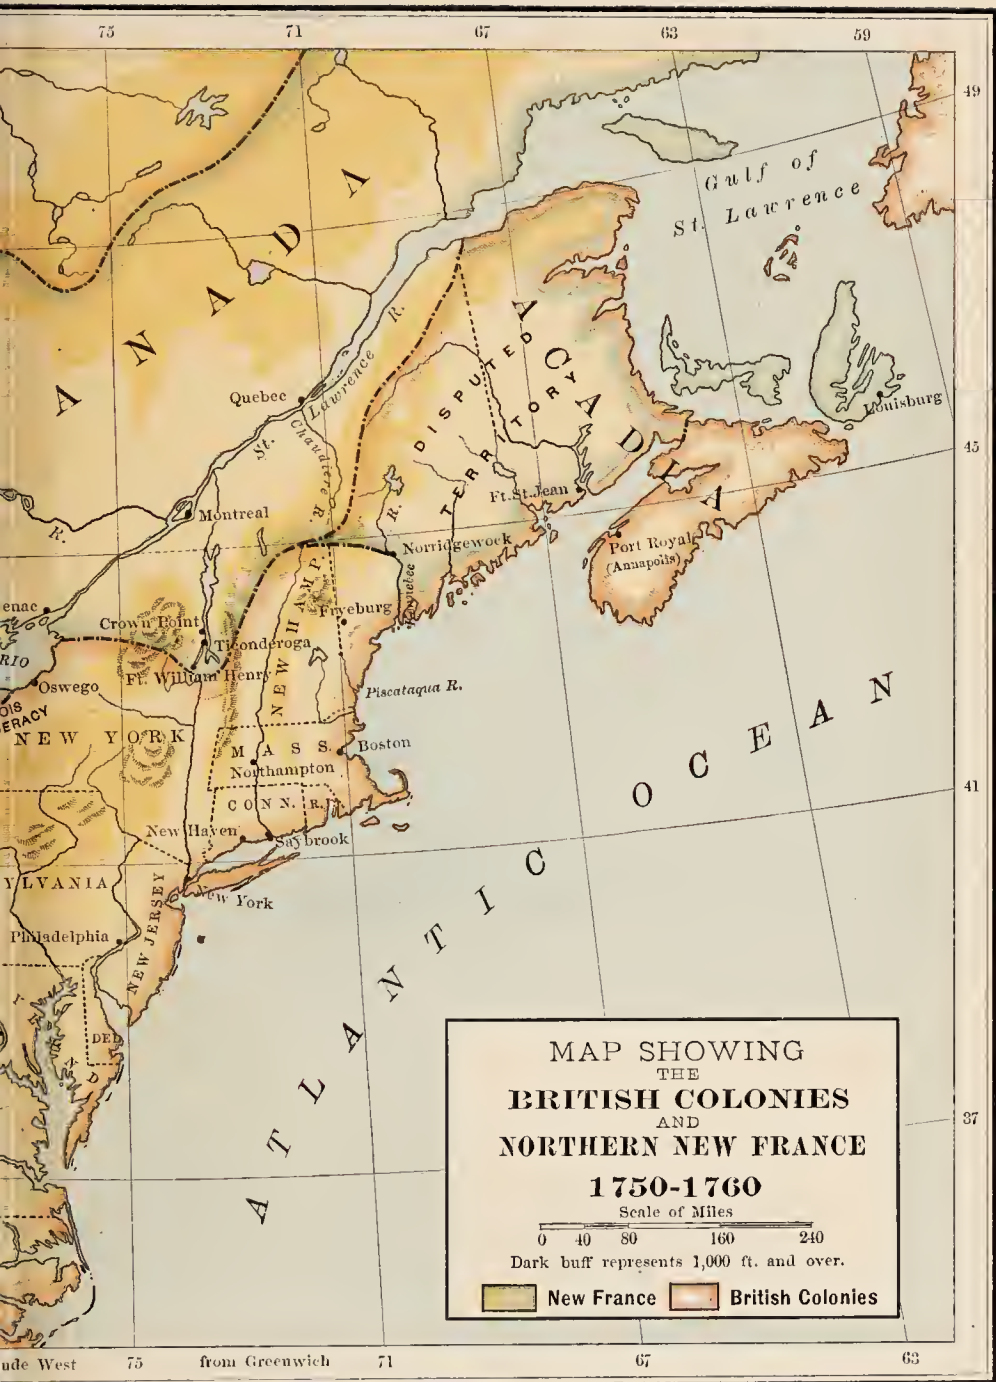 75 71 67 63 59
49
Gulf of
St. Lawrence
CANADA
ACADIA
DISPUTED
TERRITORY
Quebec
St. Lawrence R.
Chaudiere R.
Louisburg
45
Ft. St. Jean
Montreal
R.
R.
Norridgewock
Port Royal
(Annapolis)
Kennebec
enac
Crown Point
Fryeburg
RIO
Ticonderoga
Ft. William Henry
NEW HAMP.
Oswego
OIS
ERACY
Piscataqua R.
NEW YORK
MASS.
Boston
Northampton
CONN.
R.I.
41
New Haven
Saybrook
YLVANIA
New York
NEW JERSEY
Philadelphia
DEL
D
ATLANTIC OCEAN
MAP SHOWING
THE
BRITISH COLONIES
AND
NORTHERN NEW FRANCE
1750-1760
Scale of Miles
0 40 80 160 240
Dark buff represents 1,000 ft. and over.
New France British Colonies
37
ude West 75 from Greenwich 71 67 63